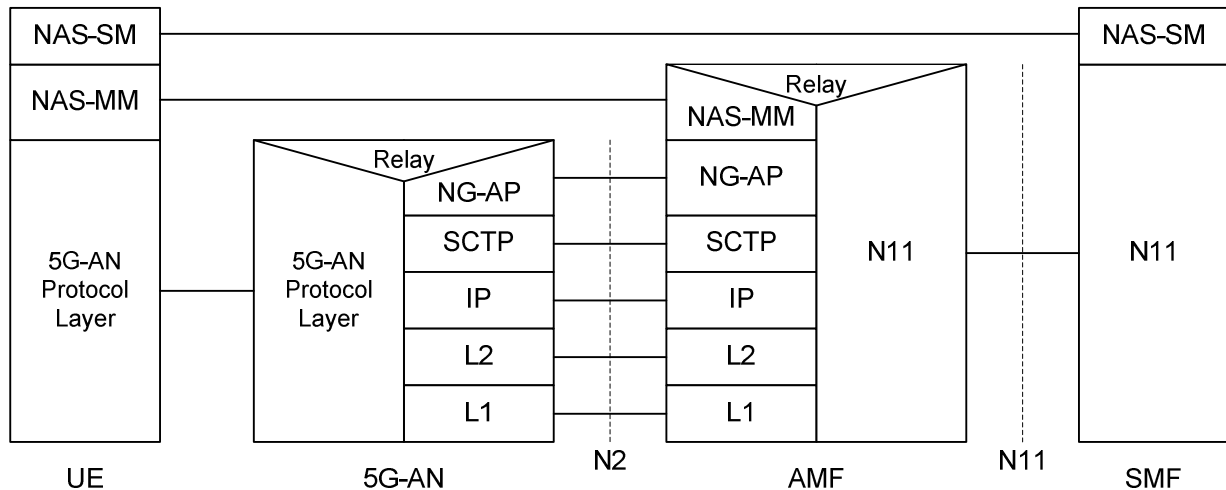 NAS-SM
NAS-SM
NAS-MM
Relay
NAS-MM
Relay
NG-AP
NG-AP
SCTP
SCTP
5G-AN
Protocol
Layer
5G-AN
Protocol
Layer
N11
N11
IP
IP
L2
L2
L1
L1
UE
5G-AN
N2
AMF
N11
SMF